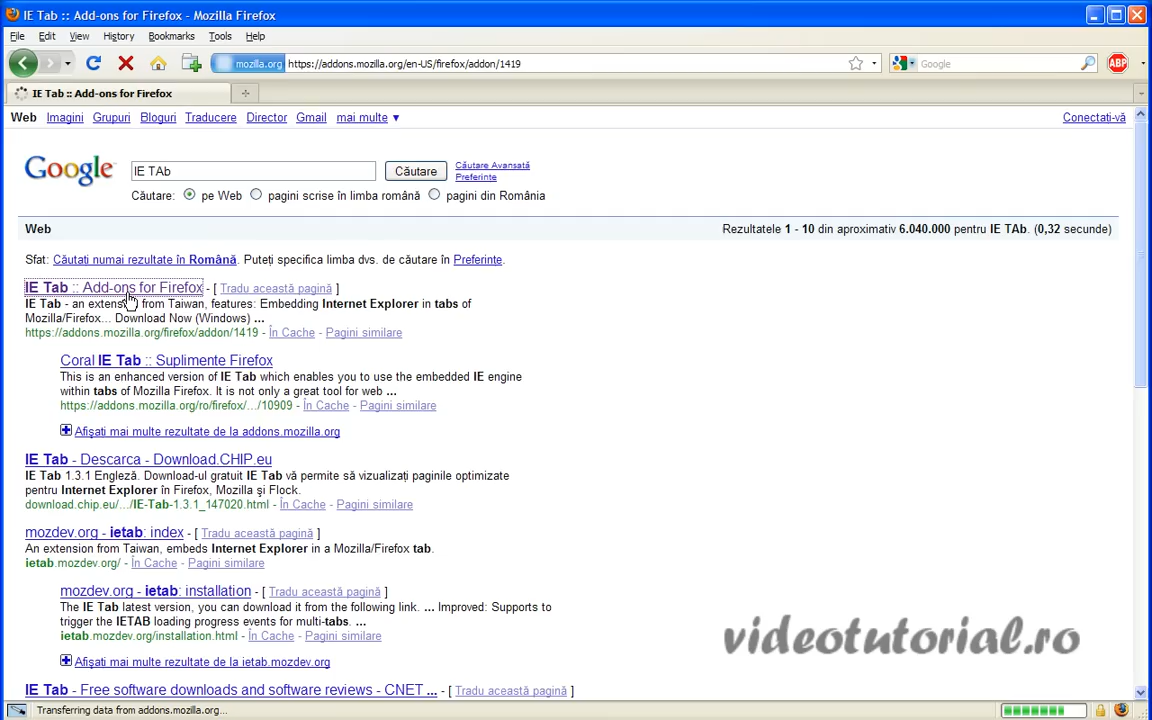 IE Tab :: Add-ons for Firefox - Mozilla Firefox
File Edit View History Bookmarks Tools Help
mozilla.org https://addons.mozilla.org/en-US/firefox/addon/1419 Google ABP
IE Tab :: Add-ons for Firefox
Web Imagini Grupuri Bloguri Traducere Director Gmail mai multe ▼ Conectati-vă
Google IE TAb Căutare Căutare Avansată
Preferinte
Căutare: pe Web pagini scrise în limba română pagini din România
Web Rezultatele 1 - 10 din aproximativ 6.040.000 pentru IE TAb. (0,32 secunde)
Sfat: Căutati numai rezultate în Română. Puteți specifica limba dvs. de căutare în Preferinte.
IE Tab :: Add-ons for Firefox - [ Tradu această pagină ]
IE Tab - an extension from Taiwan, features: Embedding Internet Explorer in tabs of
Mozilla/Firefox... Download Now (Windows) ...
https://addons.mozilla.org/firefox/addon/1419 - În Cache - Pagini similare
Coral IE Tab :: Suplimente Firefox
This is an enhanced version of IE Tab which enables you to use the embedded IE engine
within tabs of Mozilla Firefox. It is not only a great tool for web ...
https://addons.mozilla.org/ro/firefox/.../10909 - În Cache - Pagini similare
Afişati mai multe rezultate de la addons.mozilla.org
IE Tab - Descarca - Download.CHIP.eu
IE Tab 1.3.1 Engleză. Download-ul gratuit IE Tab vă permite să vizualizați paginile optimizate
pentru Internet Explorer în Firefox, Mozilla şi Flock.
download.chip.eu/.../IE-Tab-1.3.1_147020.html - În Cache - Pagini similare
mozdev.org - ietab: index - [ Tradu această pagină ]
An extension from Taiwan, embeds Internet Explorer in a Mozilla/Firefox tab.
ietab.mozdev.org/ - În Cache - Pagini similare
mozdev.org - ietab: installation - [ Tradu această pagină ]
The IE Tab latest version, you can download it from the following link. ... Improved: Supports to
trigger the IETAB loading progress events for multi-tabs. ...
ietab.mozdev.org/installation.html - În Cache - Pagini similare
Afişati mai multe rezultate de la ietab.mozdev.org
IE Tab - Free software downloads and software reviews - CNET ... - [ Tradu această pagină ]
videotutorial.ro
Transferring data from addons.mozilla.org...